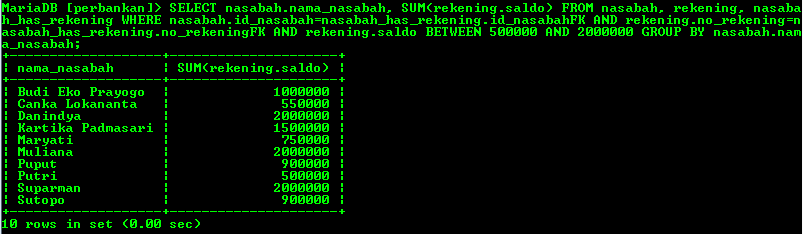 MariaDB [perbankan]> SELECT nasabah.nama_nasabah, SUM(rekening.saldo) FROM nasabah, rekening, nasaba
h_has_rekening WHERE nasabah.id_nasabah=nasabah_has_rekening.id_nasabahFK AND rekening.no_rekening=n
asabah_has_rekening.no_rekeningFK AND rekening.saldo BETWEEN 500000 AND 2000000 GROUP BY nasabah.nam
a_nasabah;
+------------------+---------------------+
| nama_nasabah | SUM(rekening.saldo) |
+------------------+---------------------+
| Budi Eko Prayogo | 1000000 |
| Canka Lokananta | 550000 |
| Danindya | 2000000 |
| Kartika Padmasari | 1500000 |
| Maryati | 750000 |
| Muliana | 2000000 |
| Puput | 900000 |
| Putri | 500000 |
| Suparman | 2000000 |
| Sutopo | 900000 |
+------------------+---------------------+
10 rows in set (0.00 sec)